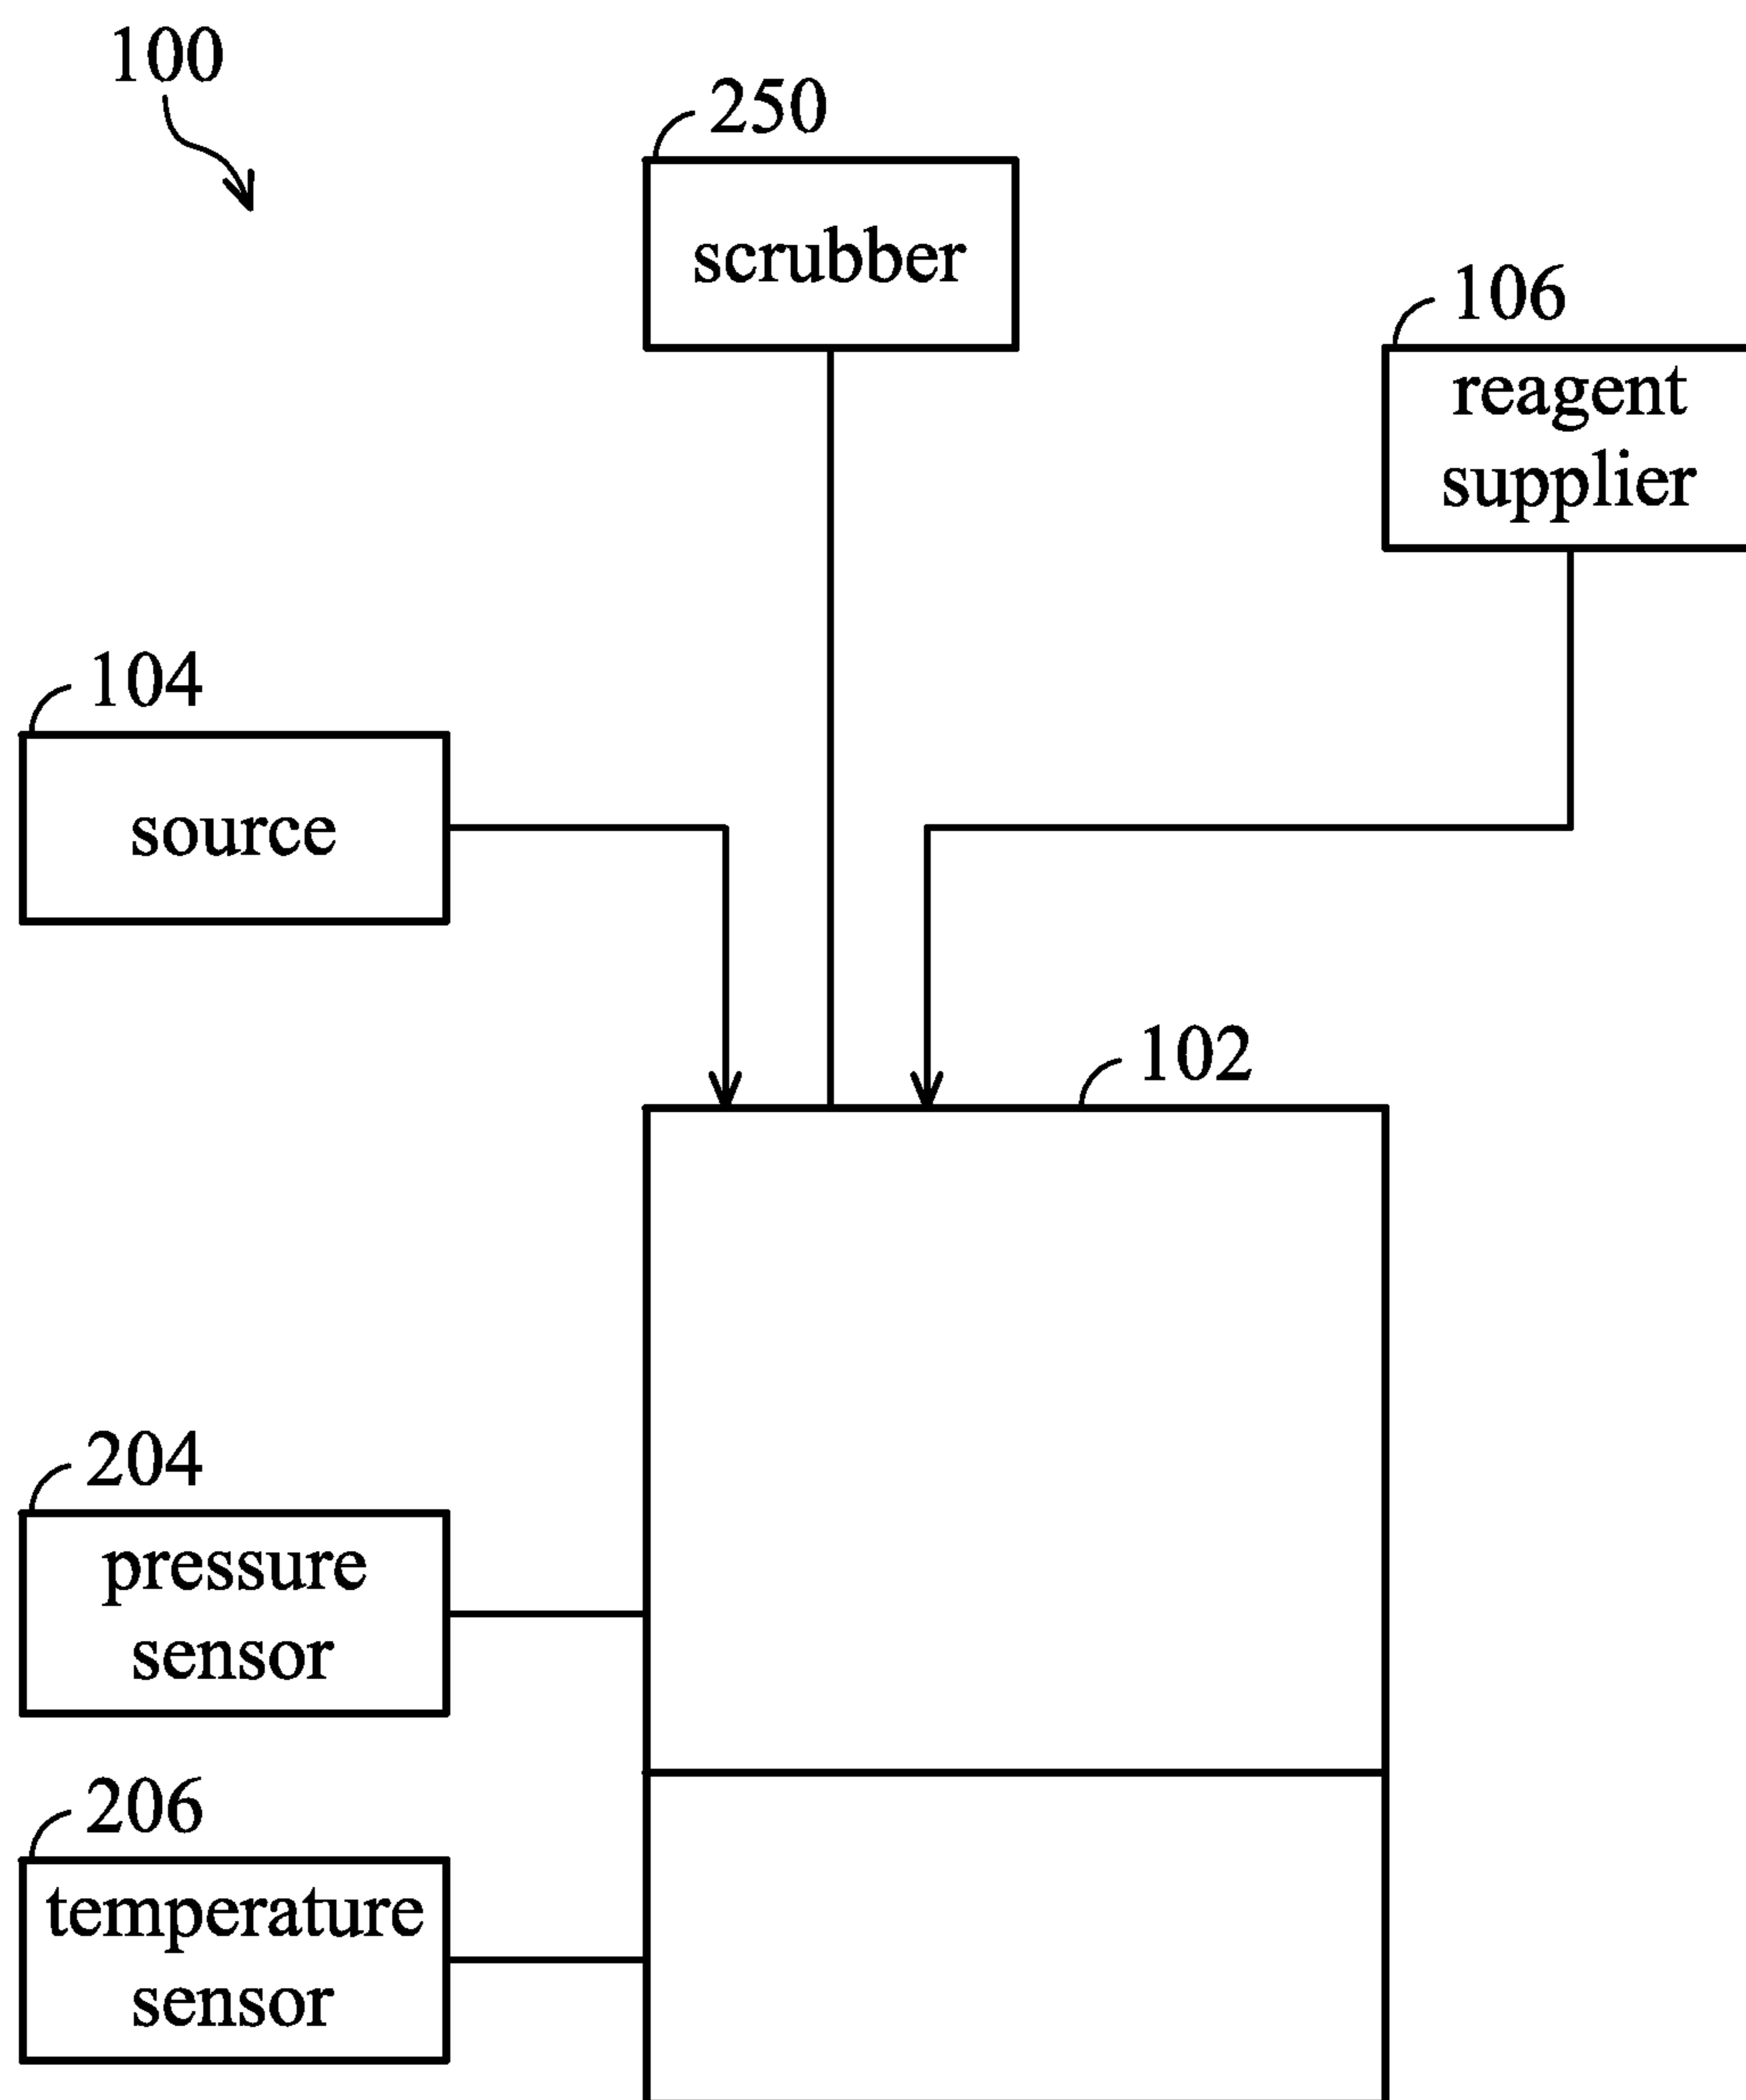 100
250
scrubber
106
reagent
supplier
104
source
102
204
pressure
sensor
206
temperature
sensor